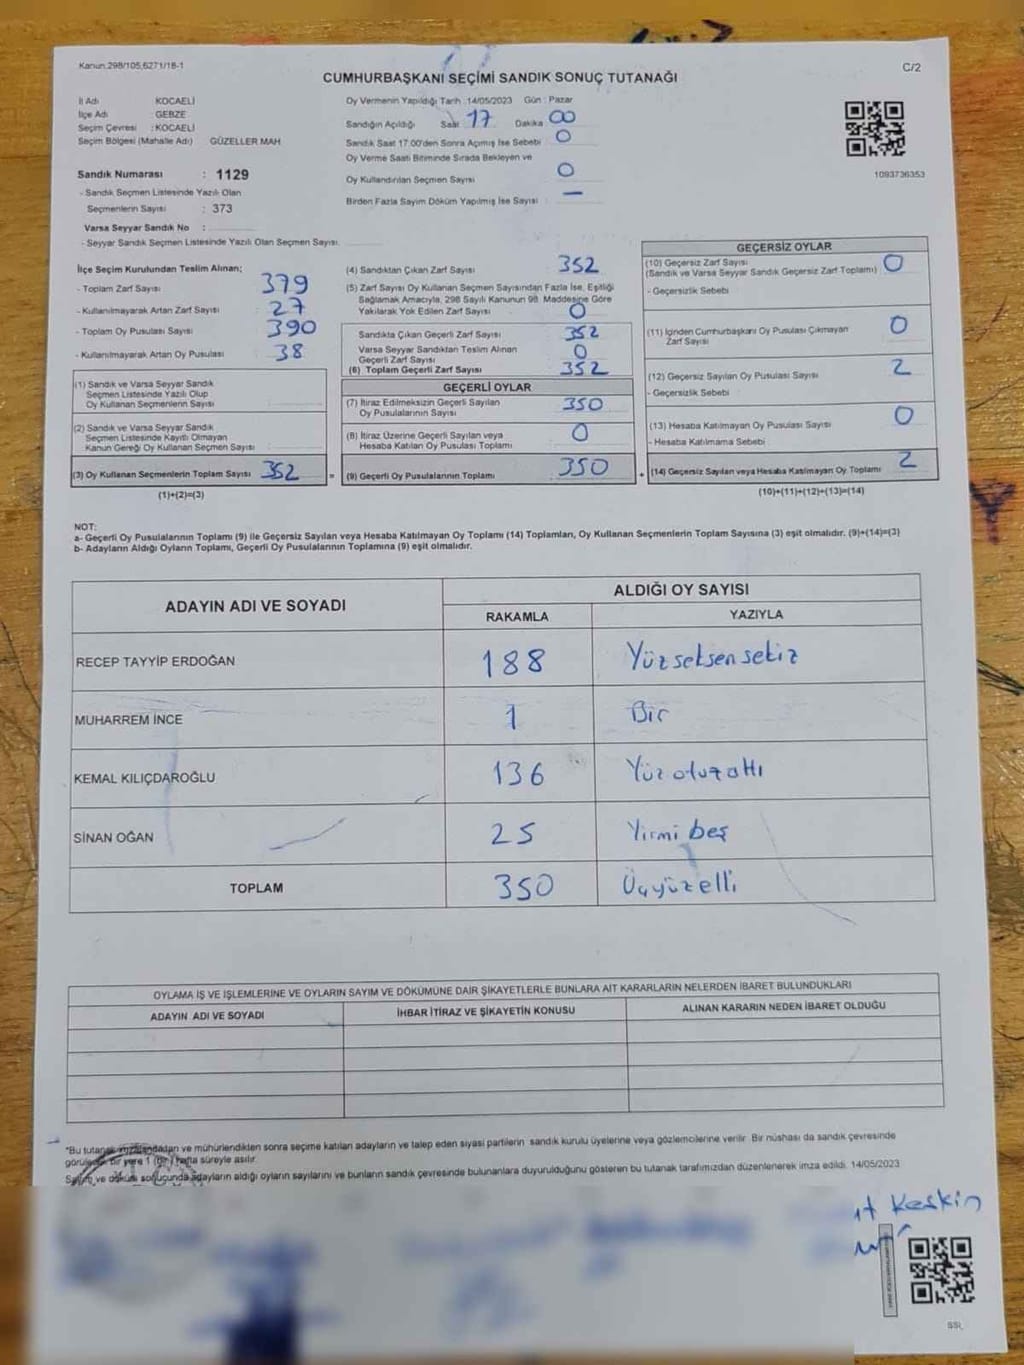 Kanun.298/105,6271/18-1
C/2
CUMHURBAŞKANI SEÇİMİ SANDIK SONUÇ TUTANAĞI
İl Adı KOCAELİ
İlçe Adı GEBZE
Seçim Çevresi : KOCAELİ
Seçim Bölgesi (Mahalle Adı) GÜZELLER MAH
Sandık Numarası : 1129
- Sandık Seçmen Listesinde Yazılı Olan
Seçmenlerin Sayısı : 373
Varsa Seyyar Sandık No :
- Seyyar Sandık Seçmen Listesinde Yazılı Olan Seçmen Sayısı:
Oy Vermenin Yapıldığı Tarih :14/05/2023 Gün : Pazar
Sandığın Açıldığı Saat 17 Dakika 00
Sandık Saat 17.00'den Sonra Açımış İse Sebebi 0
Oy Verme Saati Bitiminde Sırada Bekleyen ve
Oy Kullandırılan Seçmen Sayısı 0
Birden Fazla Sayım Döküm Yapılmış İse Sayısı : —
1093736353
İlçe Seçim Kurulundan Teslim Alınan;
- Toplam Zarf Sayısı 379
- Kullanılmayarak Artan Zarf Sayısı : 27
- Toplam Oy Pusulası Sayısı 390
- Kullanılmayarak Artan Oy Pusulası 38
(1) Sandık ve Varsa Seyyar Sandık
Seçmen Listesinde Yazılı Olup
Oy Kullanan Seçmenlerin Sayısı
(2) Sandık ve Varsa Seyyar Sandık
Seçmen Listesinde Kayıtlı Olmayan
Kanun Gereği Oy Kullanan Seçmen Sayısı
(3) Oy Kullanan Seçmenlerin Toplam Sayısı 352
(1)+(2)=(3)
(4) Sandıktan Çıkan Zarf Sayısı : 352
(5) Zarf Sayısı Oy Kullanan Seçmen Sayısından Fazla İse, Eşitliği
Sağlamak Amacıyla, 298 Sayılı Kanunun 98. Maddesine Göre
Yakılarak Yok Edilen Zarf Sayısı 0
Sandıkta Çıkan Geçerli Zarf Sayısı 352
Varsa Seyyar Sandıktan Teslim Alınan
Geçerli Zarf Sayısı 0
(6) Toplam Geçerli Zarf Sayısı 352
GEÇERLİ OYLAR
(7) İtiraz Edilmeksizin Geçerli Sayılan
Oy Pusulalarının Sayısı 350
(8) İtiraz Üzerine Geçerli Sayılan veya
Hesaba Katılan Oy Pusulası Toplamı 0
= (9) Geçerli Oy Pusulalarının Toplamı 350 +
GEÇERSİZ OYLAR
(10) Geçersiz Zarf Sayısı
(Sandık ve Varsa Seyyar Sandık Geçersiz Zarf Toplamı) 0
- Geçersizlik Sebebi
(11) İçinden Cumhurbaşkanı Oy Pusulası Çıkmayan
Zarf Sayısı 0
(12) Geçersiz Sayılan Oy Pusulası Sayısı 2
- Geçersizlik Sebebi
(13) Hesaba Katılmayan Oy Pusulası Sayısı 0
- Hesaba Katılmama Sebebi
(14) Geçersiz Sayılan veya Hesaba Katılmayan Oy Toplamı 2
(10)+(11)+(12)+(13)=(14)
NOT:
a- Geçerli Oy Pusulalarının Toplamı (9) ile Geçersiz Sayılan veya Hesaba Katılmayan Oy Toplamı (14) Toplamları, Oy Kullanan Seçmenlerin Toplam Sayısına (3) eşit olmalıdır. (9)+(14)=(3)
b- Adayların Aldığı Oyların Toplamı, Geçerli Oy Pusulalarının Toplamına (9) eşit olmalıdır.
ADAYIN ADI VE SOYADI
ALDIĞI OY SAYISI
RAKAMLA YAZIYLA
RECEP TAYYİP ERDOĞAN 188 Yüzseksensekiz
MUHARREM İNCE 1 Bir
KEMAL KILIÇDAROĞLU 136 Yüzotuzaltı
SİNAN OĞAN 25 Yirmi beş
TOPLAM 350 Üçyüzelli
OYLAMA İŞ VE İŞLEMLERİNE VE OYLARIN SAYIM VE DÖKÜMÜNE DAİR ŞİKAYETLERLE BUNLARA AİT KARARLARIN NELERDEN İBARET BULUNDUKLARI
ADAYIN ADI VE SOYADI İHBAR İTİRAZ VE ŞİKAYETİN KONUSU ALINAN KARARIN NEDEN İBARET OLDUĞU
*Bu tutanak imzalandıktan ve mühürlendikten sonra seçime katılan adayların ve talep eden siyasi partilerin sandık kurulu üyelerine veya gözlemcilerine verilir. Bir nüshası da sandık çevresinde
görülecek bir yere 1 (bir) hafta süreyle asılır.
Sayım ve döküm sonucunda adayların aldığı oyların sayılarını ve bunların sandık çevresinde bulunanlara duyurulduğunu gösteren bu tutanak tarafımızdan düzenlenerek imza edildi. 14/05/2023
Keskin